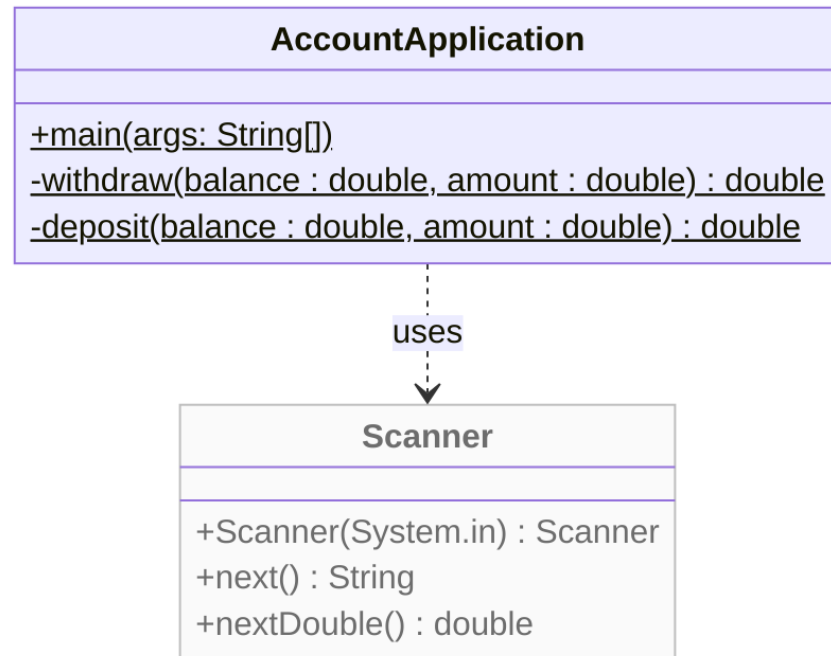 AccountApplication
+main(args: String[])
-withdraw(balance : double, amount : double) : double
-deposit(balance : double, amount : double) : double
uses
Scanner
+Scanner(System.in) : Scanner
+next() : String
+nextDouble() : double